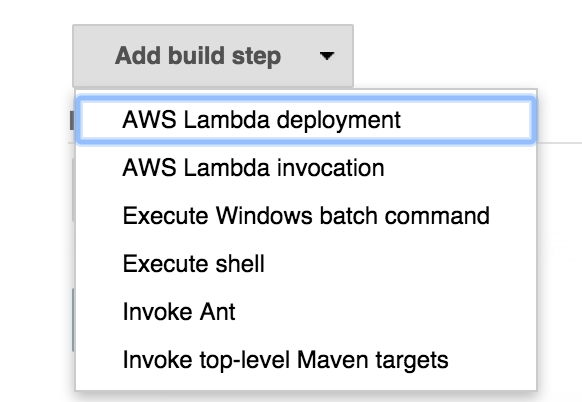 Add build step
AWS Lambda deployment
AWS Lambda invocation
Execute Windows batch command
Execute shell
Invoke Ant
Invoke top-level Maven targets